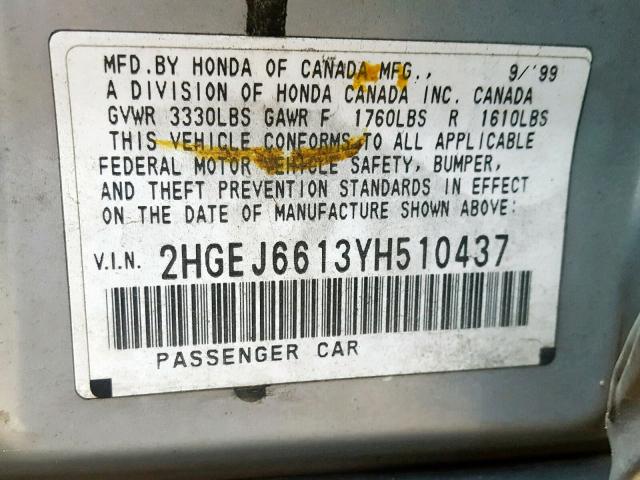 MFD.BY HONDA OF CANADA MFG., 9/'99
A DIVISION OF HONDA CANADA INC. CANADA
GVWR 3330LBS GAWR F 1760LBS R 1610LBS
THIS VEHICLE CONFORMS TO ALL APPLICABLE
FEDERAL MOTOR VEHICLE SAFETY, BUMPER,
AND THEFT PREVENTION STANDARDS IN EFFECT
ON THE DATE OF MANUFACTURE SHOWN ABOVE:
V.I.N. 2HGEJ6613YH510437
PASSENGER CAR